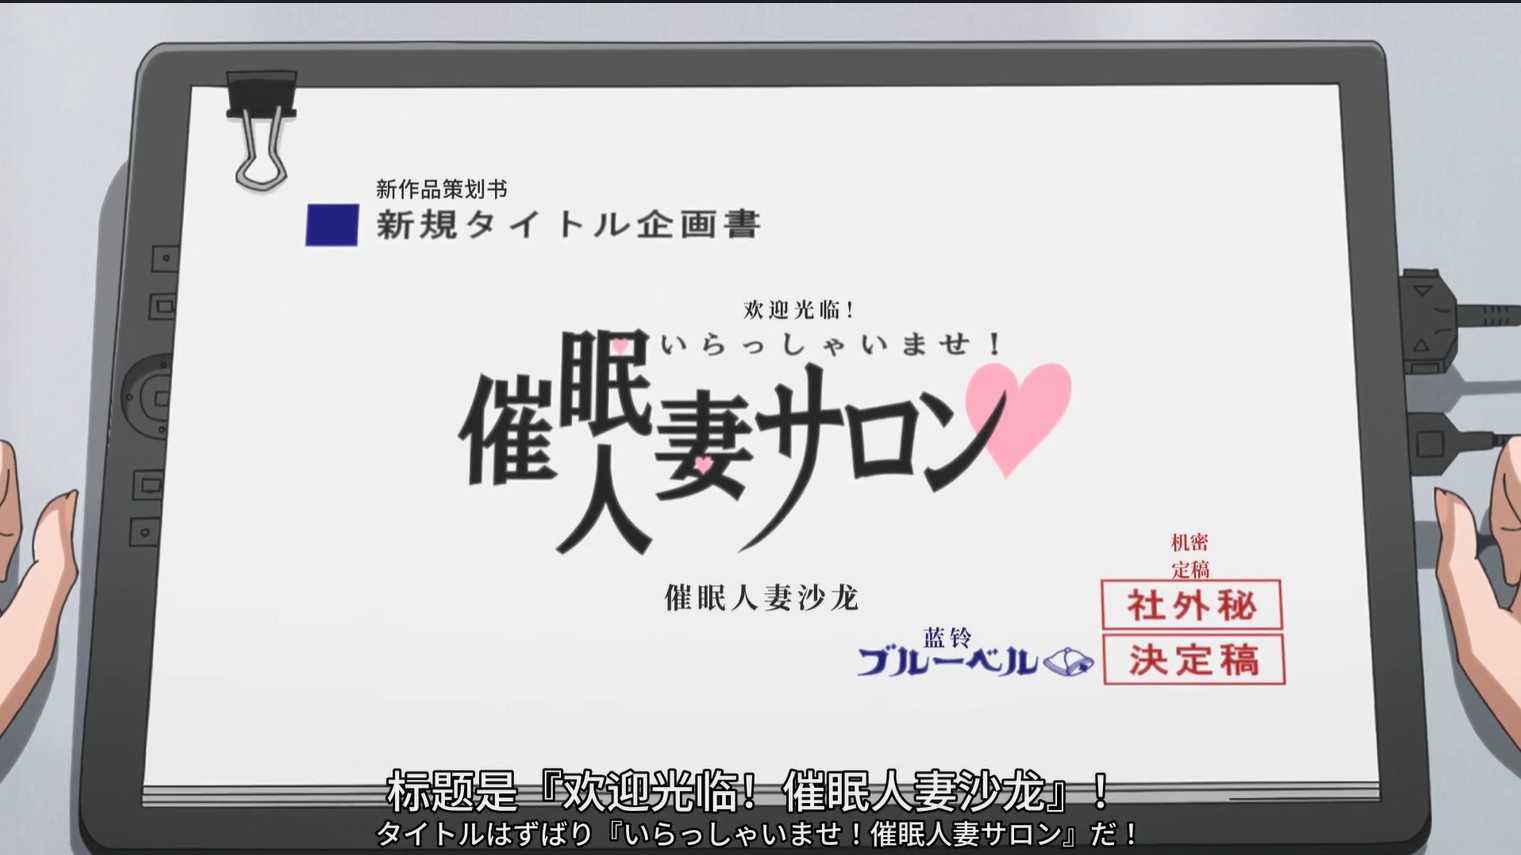 新作品策划书
新規タイトル企画書
欢迎光临！
いらっしゃいませ！
催眠人妻サロン
催眠人妻沙龙
机密
定稿
社外秘
蓝铃
ブルーベル
決定稿
标题是『欢迎光临！催眠人妻沙龙』！
タイトルはずばり『いらっしゃいませ！催眠人妻サロン』だ！